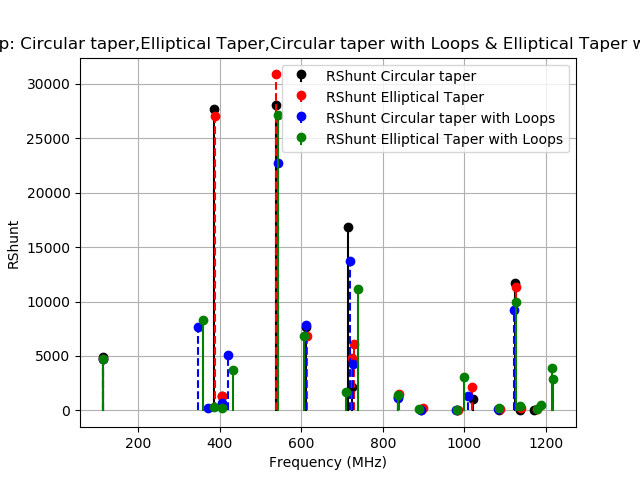 p: Circular taper,Elliptical Taper,Circular taper with Loops & Elliptical Taper w
RShunt Circular taper
RShunt Elliptical Taper
RShunt Circular taper with Loops
RShunt Elliptical Taper with Loops
30000
25000
20000
15000
10000
5000
0
RShunt
200 400 600 800 1000 1200
Frequency (MHz)